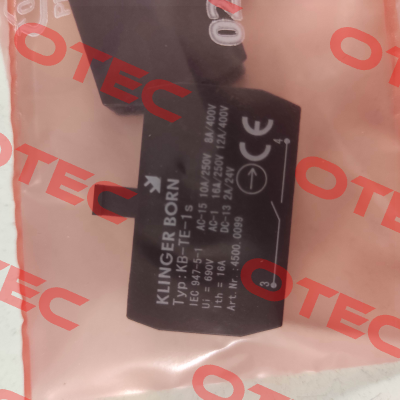 KLINGER BORN
Typ: KB-TE-1s
IEC 947-5-1 AC-15 10A/250V 8A/400V
Ui = 690V AC-1 16A/250V 12A/400V
Ith = 16A DC-13 2A/24V
Art.Nr.:4500.0099
CE
3
4
OTEC
OTEC
OTEC
OTEC
OTEC
OTEC